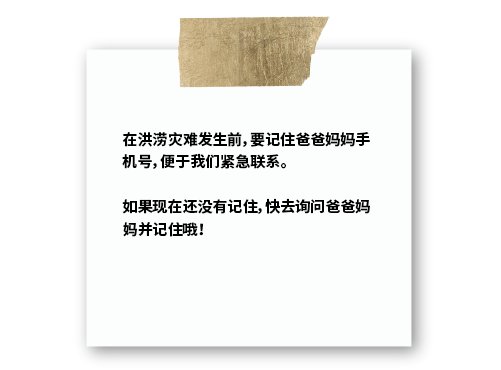 在洪涝灾难发生前，要记住爸爸妈妈手
机号，便于我们紧急联系。
如果现在还没有记住，快去询问爸爸妈
妈并记住哦！